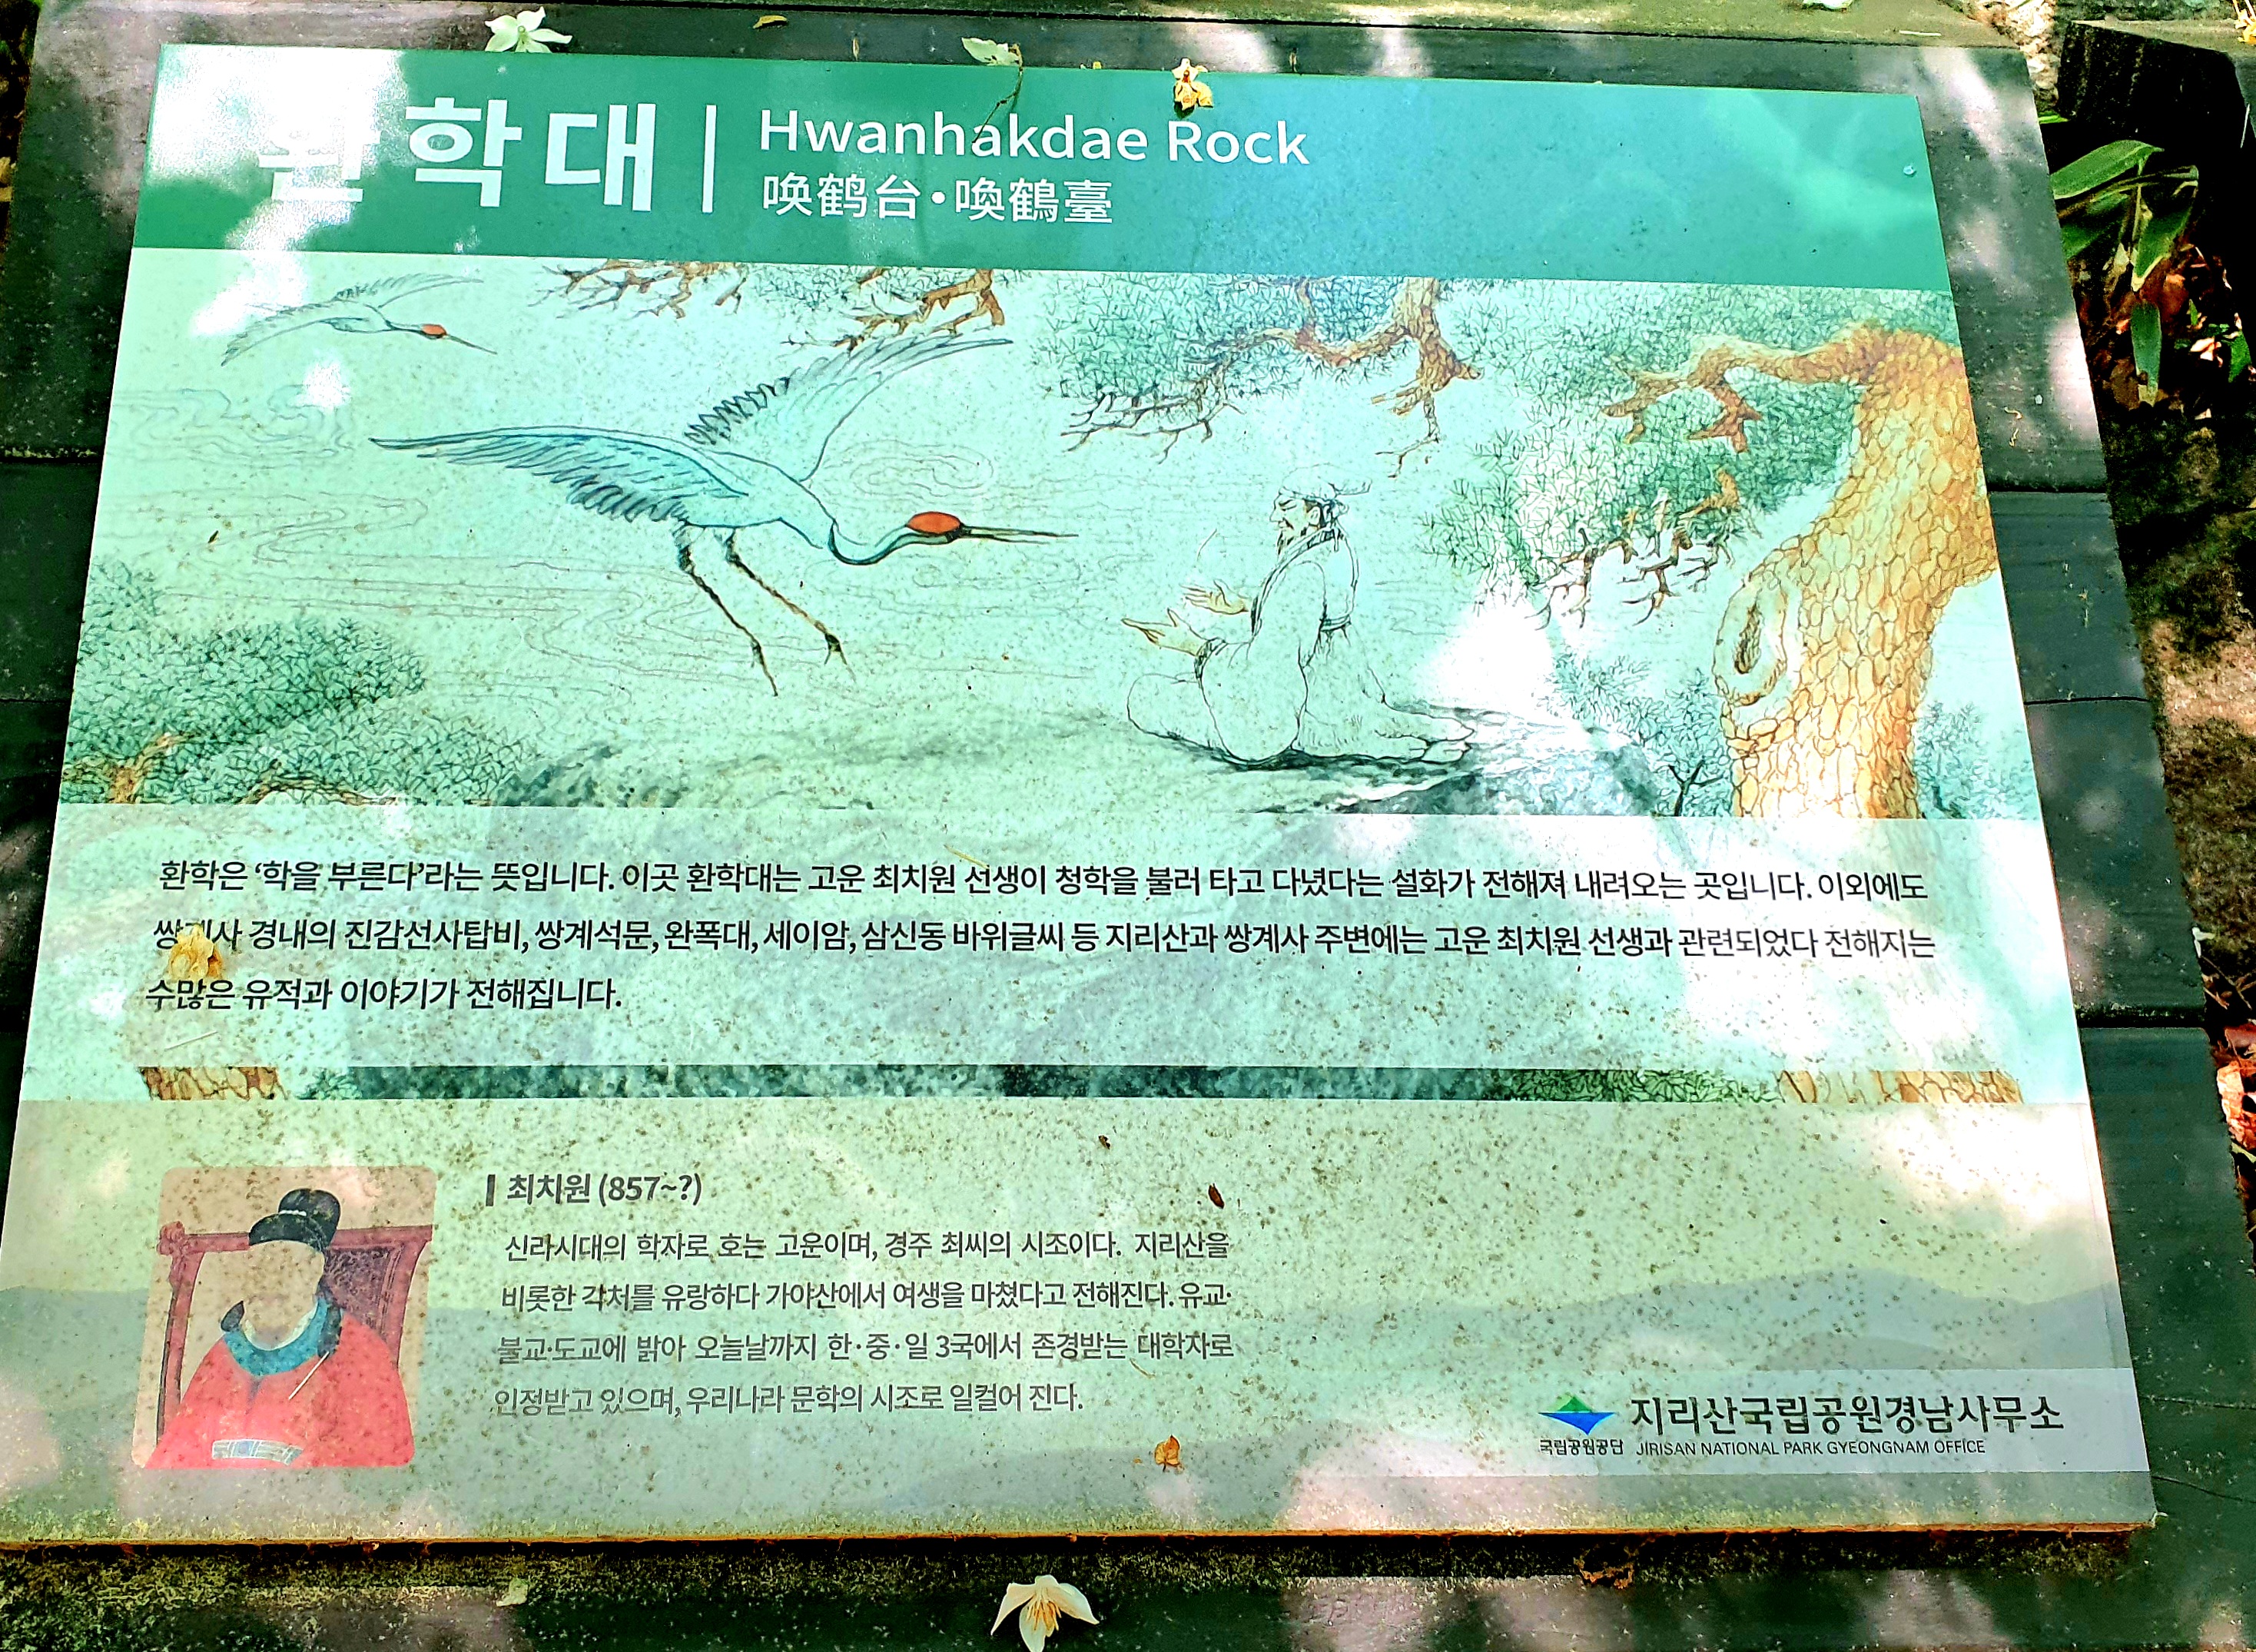 환학대
Hwanhakdae Rock
唤鹤台·喚鶴臺
환학은 ‘학을 부른다’라는 뜻입니다. 이곳 환학대는 고운 최치원 선생이 청학을 불러 타고 다녔다는 설화가 전해져 내려오는 곳입니다. 이외에도
쌍계사 경내의 진감선사탑비, 쌍계석문, 완폭대, 세이암, 삼신동 바위글씨 등 지리산과 쌍계사 주변에는 고운 최치원 선생과 관련되었다 전해지는
수많은 유적과 이야기가 전해집니다.
최치원 (857~?)
신라시대의 학자로 호는 고운이며, 경주 최씨의 시조이다. 지리산을
비롯한 각처를 유랑하다 가야산에서 여생을 마쳤다고 전해진다. 유교·
불교·도교에 밝아 오늘날까지 한·중·일 3국에서 존경받는 대학자로
인정받고 있으며, 우리나라 문학의 시조로 일컬어 진다.
지리산국립공원경남사무소
국립공원공단 JIRISAN NATIONAL PARK GYEONGNAM OFFICE